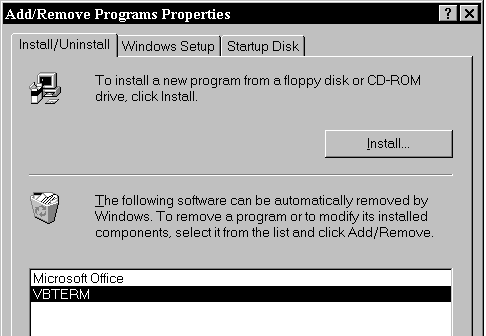 Add/Remove Programs Properties
Install/Uninstall Windows Setup Startup Disk
To install a new program from a floppy disk or CD-ROM
drive, click Install.
Install...
The following software can be automatically removed by
Windows. To remove a program or to modify its installed
components, select it from the list and click Add/Remove.
Microsoft Office
VBTERM